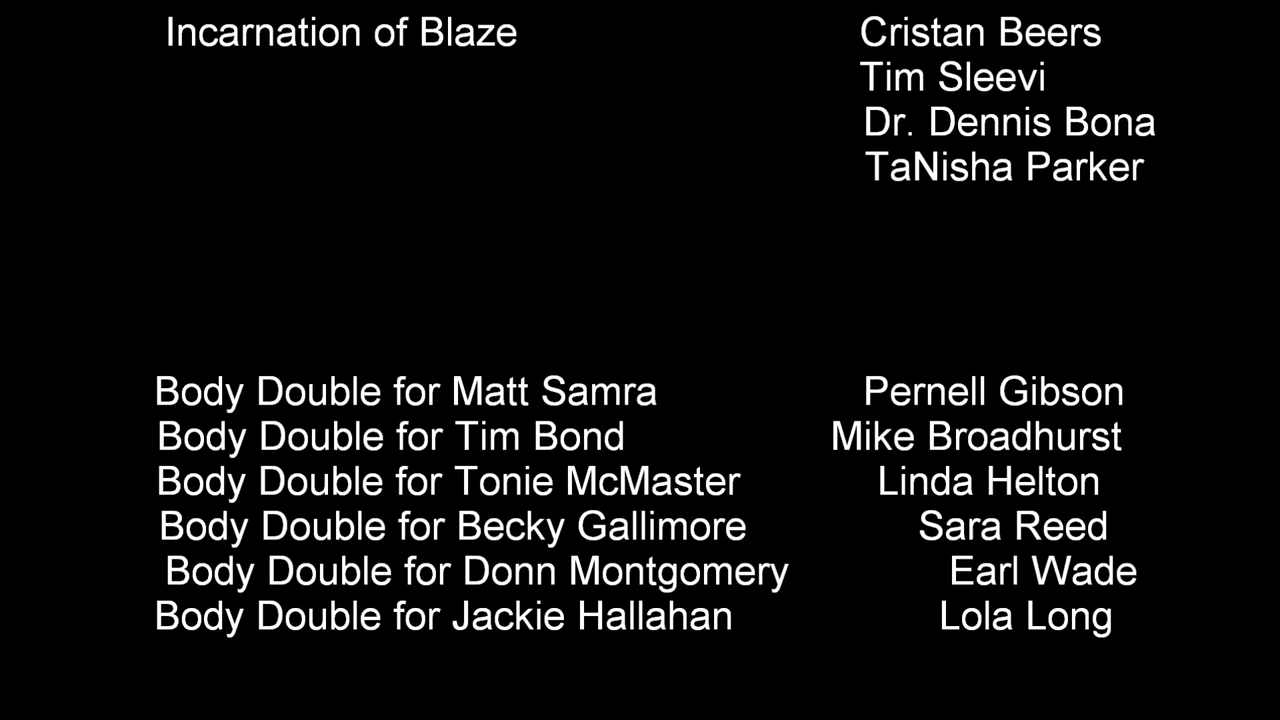 Incarnation of Blaze Cristan Beers
Tim Sleevi
Dr. Dennis Bona
TaNisha Parker
Body Double for Matt Samra Pernell Gibson
Body Double for Tim Bond Mike Broadhurst
Body Double for Tonie McMaster Linda Helton
Body Double for Becky Gallimore Sara Reed
Body Double for Donn Montgomery Earl Wade
Body Double for Jackie Hallahan Lola Long